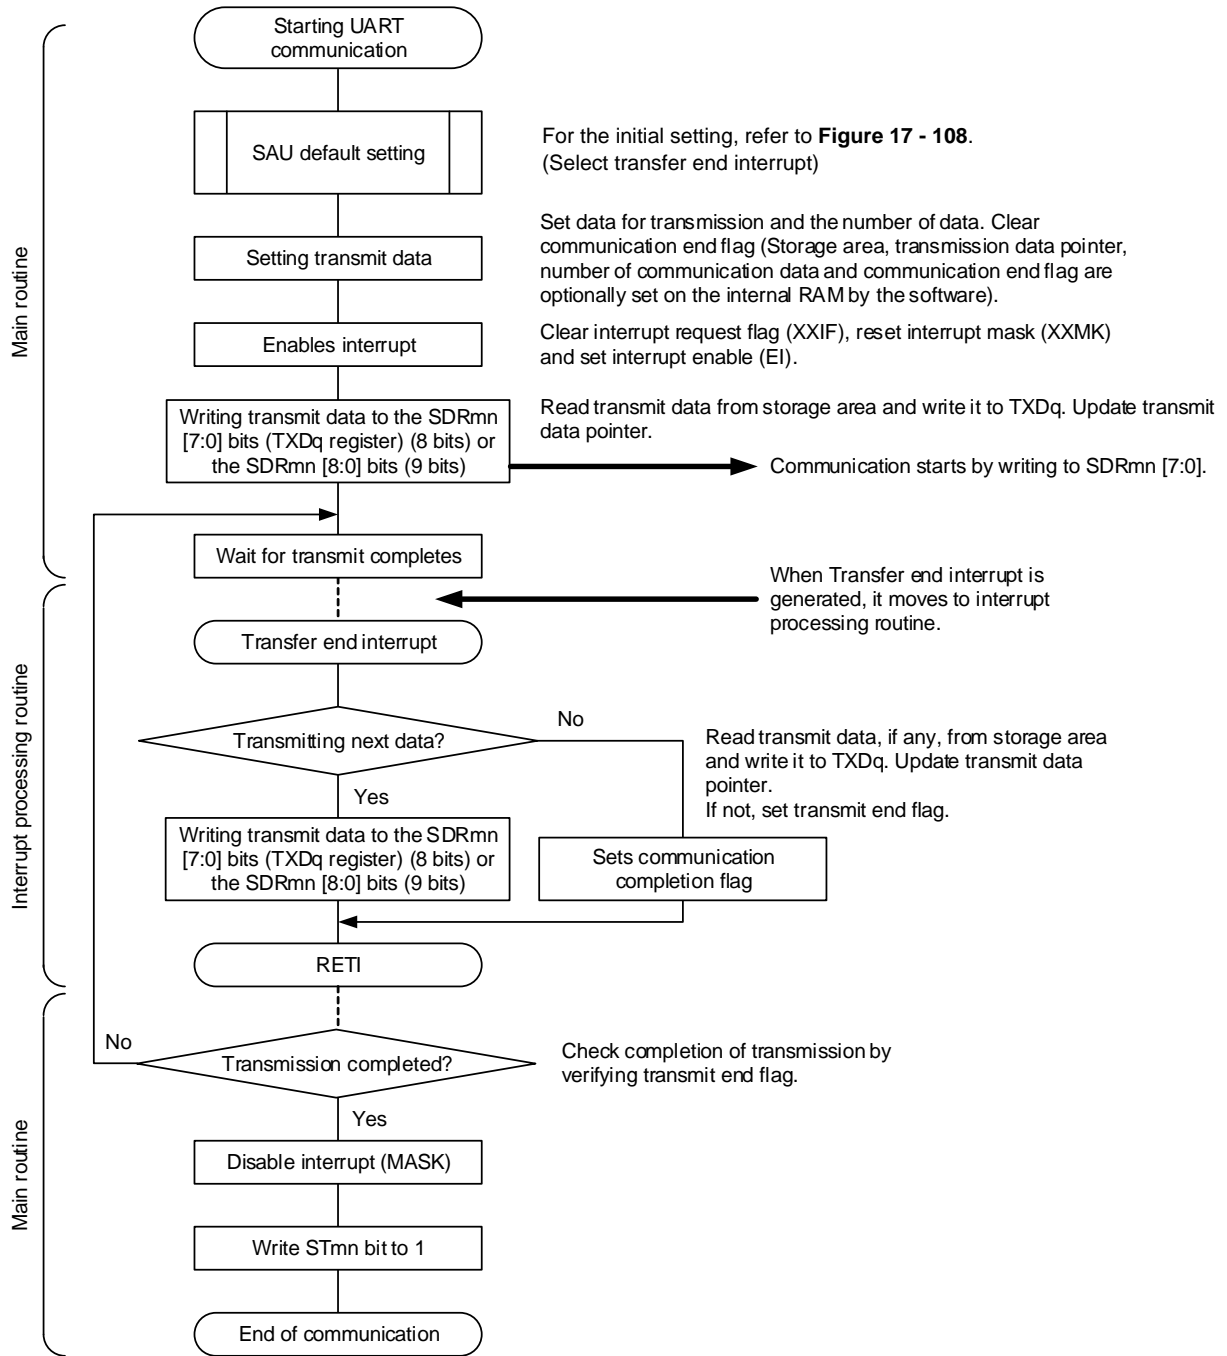 Starting UART
communication
SAU default setting
For the initial setting, refer to Figure 17 - 108.
(Select transfer end interrupt)
Setting transmit data
Set data for transmission and the number of data. Clear
communication end flag (Storage area, transmission data pointer,
number of communication data and communication end flag are
optionally set on the internal RAM by the software).
Main routine
Enables interrupt
Clear interrupt request flag (XXIF), reset interrupt mask (XXMK)
and set interrupt enable (EI).
Writing transmit data to the SDRmn
[7:0] bits (TXDq register) (8 bits) or
the SDRmn [8:0] bits (9 bits)
Read transmit data from storage area and write it to TXDq. Update transmit
data pointer.
Communication starts by writing to SDRmn [7:0].
Wait for transmit completes
When Transfer end interrupt is
generated, it moves to interrupt
processing routine.
Transfer end interrupt
Interrupt processing routine
Transmitting next data?
No
Yes
Read transmit data, if any, from storage area
and write it to TXDq. Update transmit data
pointer.
If not, set transmit end flag.
Writing transmit data to the SDRmn
[7:0] bits (TXDq register) (8 bits) or
the SDRmn [8:0] bits (9 bits)
Sets communication
completion flag
RETI
Main routine
No
Transmission completed?
Check completion of transmission by
verifying transmit end flag.
Yes
Disable interrupt (MASK)
Write STmn bit to 1
End of communication